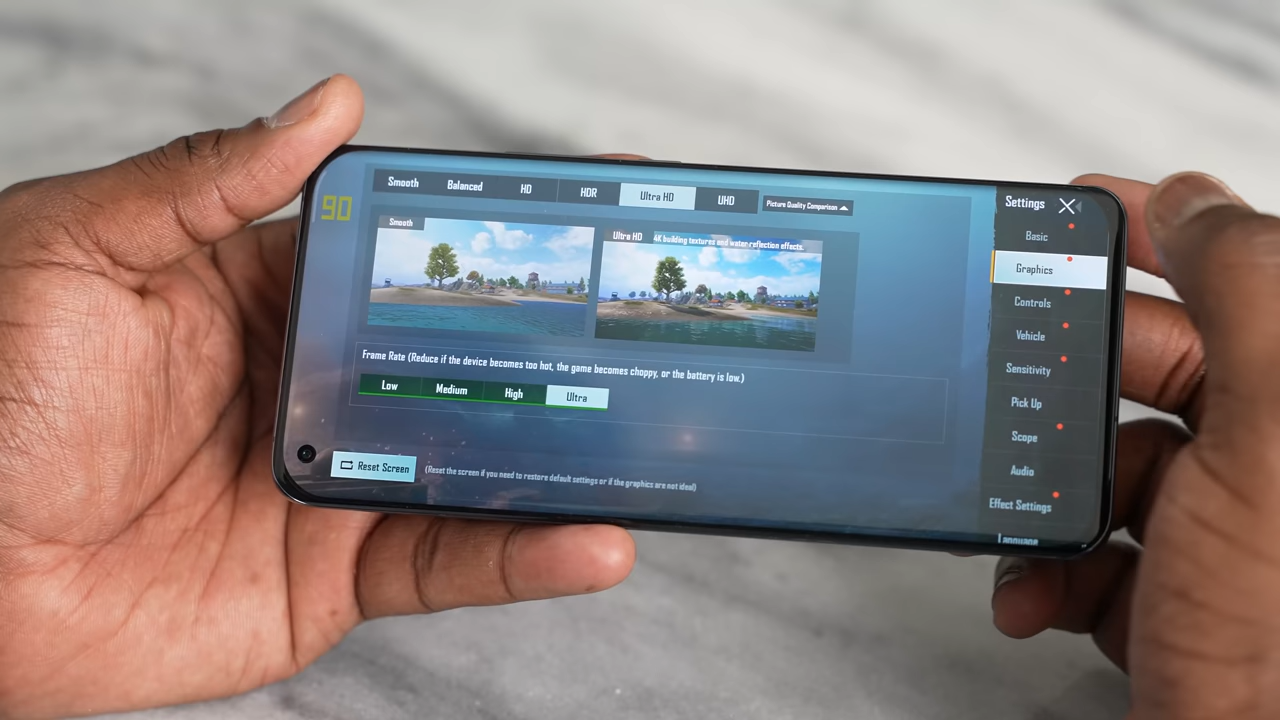 90
Smooth Balanced HD HDR Ultra HD UHD Picture Quality Comparison
Smooth
Ultra HD 4K building textures and water reflection effects.
Frame Rate (Reduce if the device becomes too hot, the game becomes choppy, or the battery is low.)
Low Medium High Ultra
Reset Screen (Reset the screen if you need to restore default settings or if the graphics are not ideal)
Settings
Basic
Graphics
Controls
Vehicle
Sensitivity
Pick Up
Scope
Audio
Effect Settings
Language